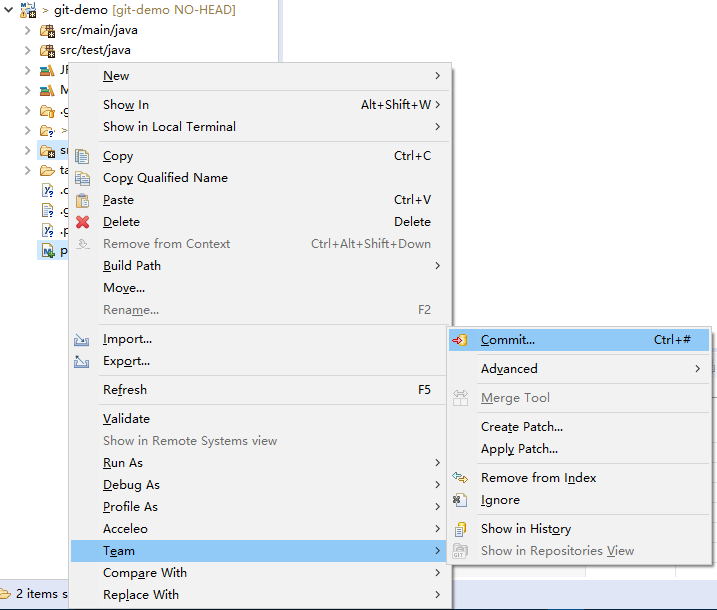 > git-demo [git-demo NO-HEAD]
src/main/java
src/test/java
New
Show In Alt+Shift+W
Show in Local Terminal
Copy Ctrl+C
Copy Qualified Name
Paste Ctrl+V
Delete Delete
Remove from Context Ctrl+Alt+Shift+Down
Build Path
Move...
Rename... F2
Import...
Export...
Refresh F5
Validate
Show in Remote Systems view
Run As
Debug As
Profile As
Acceleo
Team
Compare With
Replace With
Commit... Ctrl+#
Advanced
Merge Tool
Create Patch...
Apply Patch...
Remove from Index
Ignore
Show in History
Show in Repositories View
2 items s